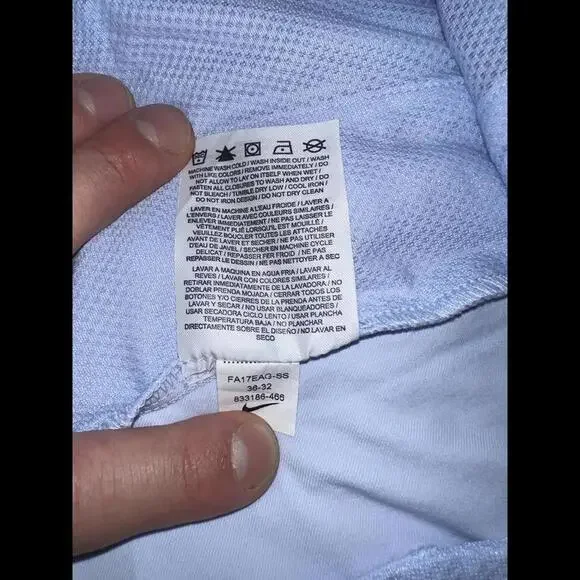 MACHINE WASH COLD / WASH INSIDE OUT / WASH
WITH LIKE COLORS / REMOVE IMMEDIATELY / DO
NOT ALLOW TO LAY ON ITSELF WHEN WET /
FASTEN ALL CLOSURES TO WASH AND DRY / DO
NOT BLEACH / TUMBLE DRY LOW / COOL IRON /
DO NOT IRON DESIGN / DO NOT DRY CLEAN
LAVER EN MACHINE A L'EAU FROIDE / LAVER A
L'ENVERS / LAVER AVEC COULEURS SIMILAIRES /
ENLEVER IMMEDIATEMENT / NE PAS LAISSER LE
VÊTEMENT PLIÉ LORSQU'IL EST MOUILLÉ /
VEUILLEZ BOUCLER TOUTES LES ATTACHES
AVANT DE LAVER ET SECHER / NE PAS UTILISER
D'EAU DE JAVEL / SECHER EN MACHINE CYCLE
DELICAT / REPASSER FER FROID / NE PAS
REPASSER LE DESSIN / NE PAS NETTOYER A SEC
LAVAR A MAQUINA EN AGUA FRIA / LAVAR AL
REVES / LAVAR CON COLORES SIMILARES /
RETIRAR IMMEDIATAMENTE DE LA LAVADORA / NO
DOBLAR PRENDA MOJADA / CERRAR TODOS LOS
BOTONES Y/O CIERRES DE LA PRENDA ANTES DE
LAVAR Y SECAR / NO USAR BLANQUEADORES /
USAR SECADORA CICLO LENTO / USAR PLANCHA
TEMPERATURA BAJA / NO PLANCHAR
DIRECTAMENTE SOBRE EL DISEÑO / NO LAVAR EN
SECO
FA17EAG-SS
36-32
833186-466